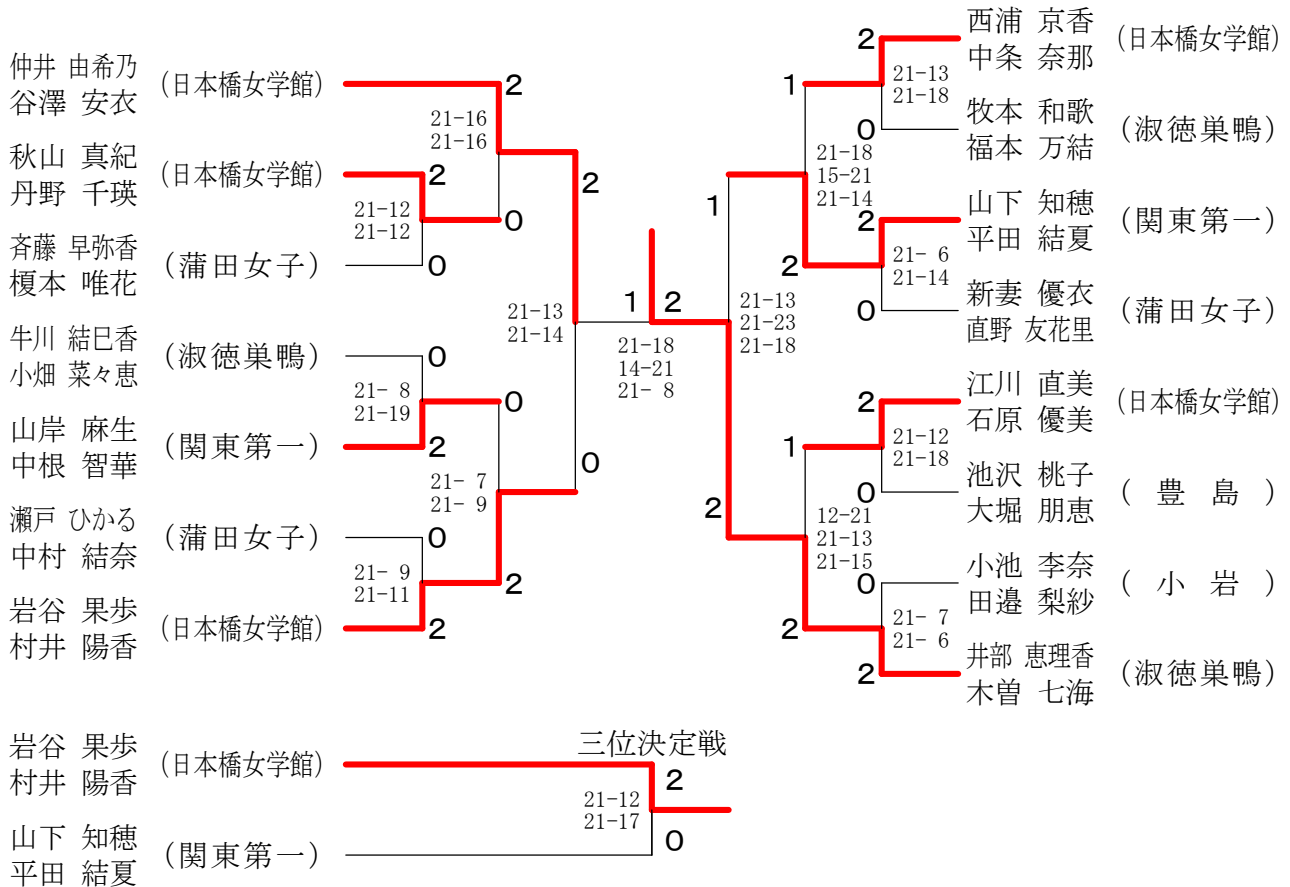 仲井 由希乃
谷澤 安衣
(日本橋女学館)
2
21-16
21-16
秋山 真紀
丹野 千瑛
(日本橋女学館)
2
0
21-12
21-12
斉藤 早弥香
榎本 唯花
(蒲田女子)
0
2
21-13
21-14
牛川 結巳香
小畑 菜々恵
(淑徳巣鴨)
0
21- 8
21-19
0
山岸 麻生
中根 智華
(関東第一)
2
21- 7
21- 9
0
瀬戸 ひかる
中村 結奈
(蒲田女子)
0
21- 9
21-11
2
岩谷 果歩
村井 陽香
(日本橋女学館)
2
1
2
21-18
14-21
21- 8
西浦 京香
中条 奈那
(日本橋女学館)
2
1
21-13
21-18
牧本 和歌
福本 万結
(淑徳巣鴨)
0
21-18
15-21
21-14
1
山下 知穂
平田 結夏
(関東第一)
2
2
21- 6
21-14
新妻 優衣
直野 友花里
(蒲田女子)
0
21-13
21-23
21-18
江川 直美
石原 優美
(日本橋女学館)
2
1
21-12
21-18
池沢 桃子
大堀 朋恵
( 豊 島 )
0
2
12-21
21-13
21-15
小池 李奈
田邉 梨紗
( 小 岩 )
0
2
21- 7
21- 6
井部 恵理香
木曽 七海
(淑徳巣鴨)
2
三位決定戦
岩谷 果歩
村井 陽香
(日本橋女学館)
2
21-12
21-17
山下 知穂
平田 結夏
(関東第一)
0